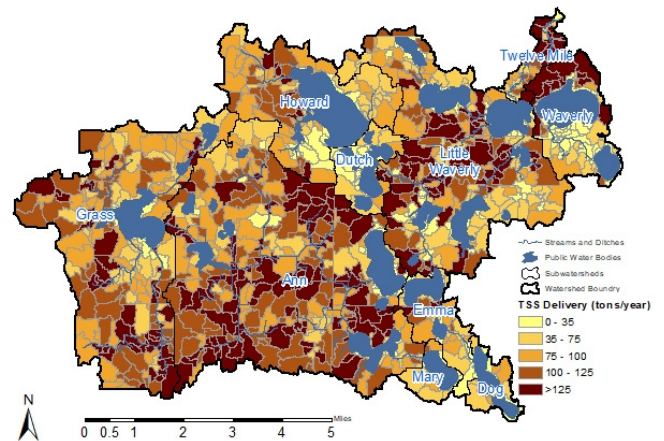 Twelve Mile
Howard
Waverly
Dutch
Little
Waverly
Grass
Ann
Emma
Mary
Dog
Streams and Ditches
Public Water Bodies
Subwatersheds
Watershed Boundry
TSS Delivery (tons/year)
0 - 35
35 - 75
75 - 100
100 - 125
>125
N
Miles
0 0.5 1 2 3 4 5